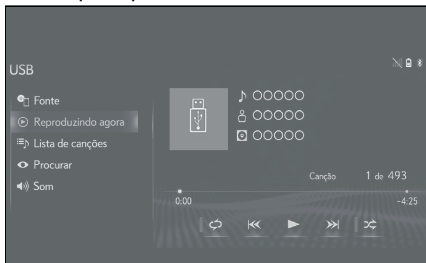 USB
Fonte
Reproduzindo agora
Lista de canções
Procurar
Som
OOOOO
OOOOO
OOOOO
Canção 1 de 493
0:00 -4:25